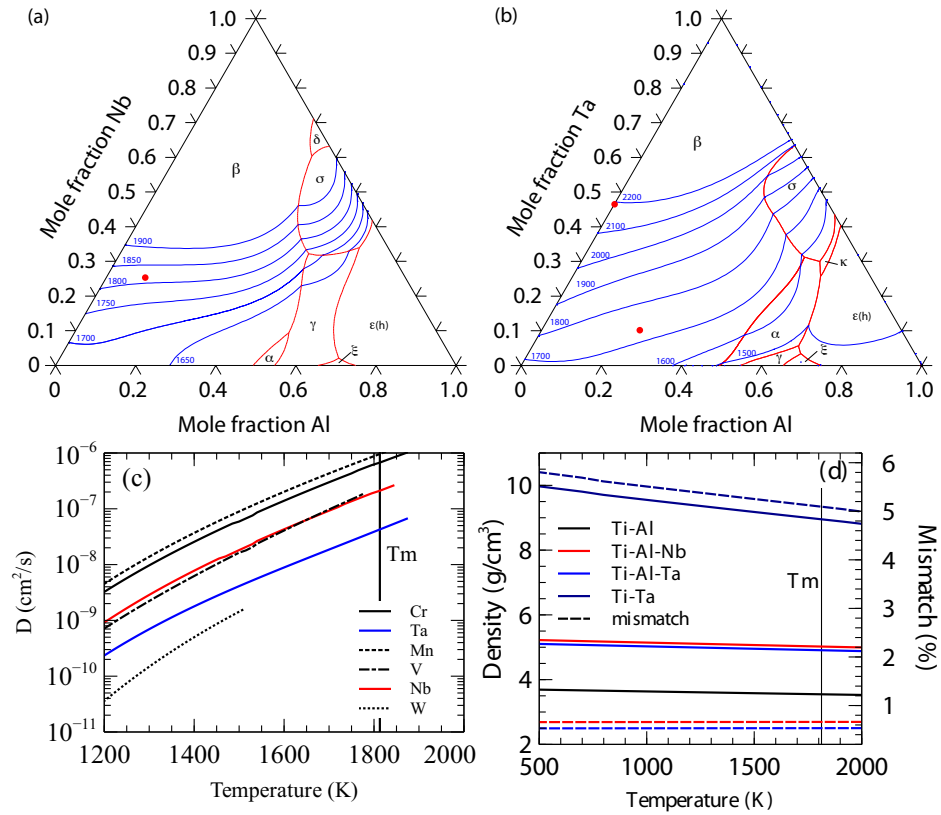 (a)
1.0
0.9
0.8
0.7
0.6
0.5
0.4
0.3
0.2
0.1
0
Mole fraction Nb
β
δ
σ
γ
α
ε(h)
ξ
1900
1850
1800
1750
1700
1650
0.0
0.2
0.4
0.6
0.8
1.0
Mole fraction Al
(b)
1.0
0.9
0.8
0.7
0.6
0.5
0.4
0.3
0.2
0.1
0
Mole fraction Ta
β
σ
κ
α
γ
ε(h)
ξ
2200
2100
2000
1900
1800
1700
1600
1500
0.0
0.2
0.4
0.6
0.8
1.0
Mole fraction Al
(c)
10⁻⁶
10⁻⁷
10⁻⁸
10⁻⁹
10⁻¹⁰
10⁻¹¹
D (cm²/s)
Tm
Cr
Ta
Mn
V
Nb
W
1200
1400
1600
1800
2000
Temperature (K)
(d)
10
8
6
4
2
Density (g/cm³)
Ti-Al
Ti-Al-Nb
Ti-Al-Ta
Ti-Ta
mismatch
Tm
6
5
4
3
2
1
Mismatch (%)
500
1000
1500
2000
Temperature (K)